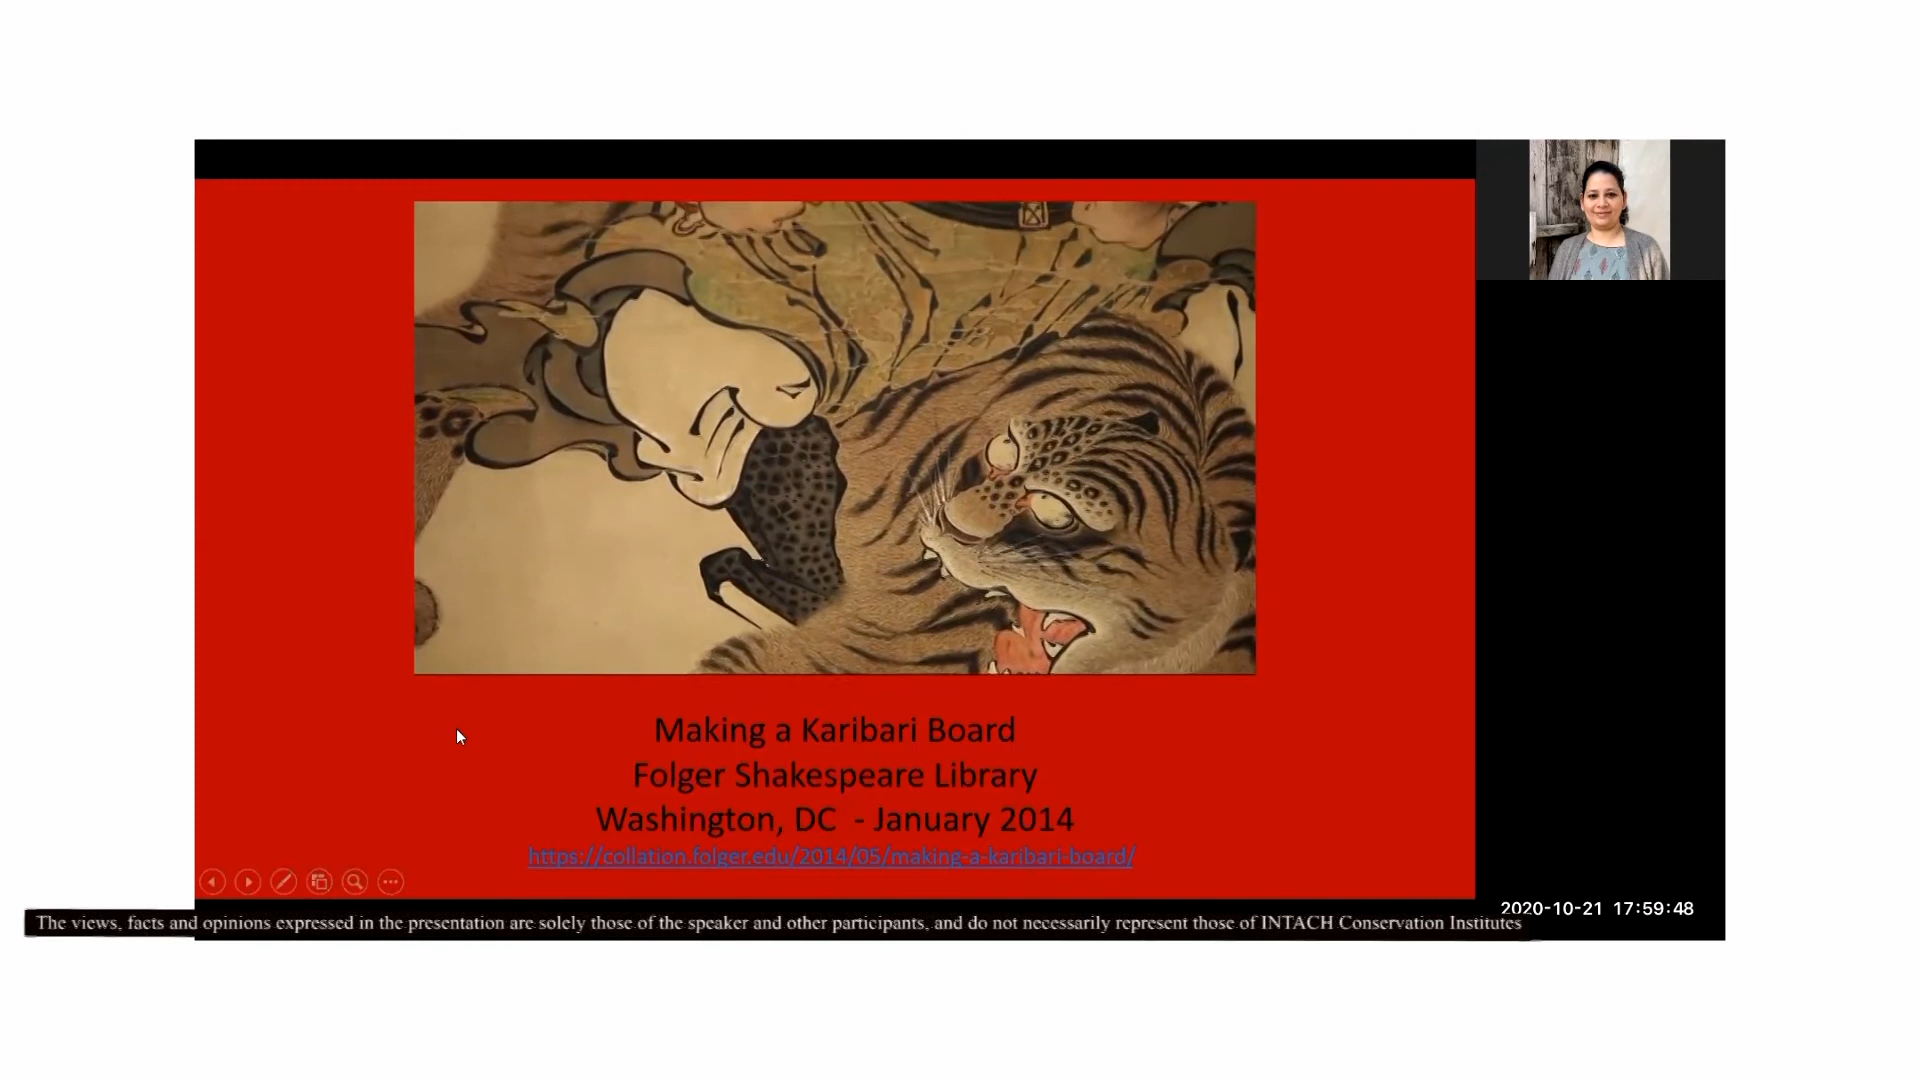 Making a Karibari Board
Folger Shakespeare Library
Washington, DC  - January 2014
https://collation.folger.edu/2014/05/making-a-karibari-board/
2020-10-21 17:59:48
The views, facts and opinions expressed in the presentation are solely those of the speaker and other participants, and do not necessarily represent those of INTACH Conservation Institutes